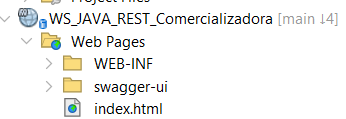 WS_JAVA_REST_Comercializadora [main ↓4]
Web Pages
WEB-INF
swagger-ui
index.html